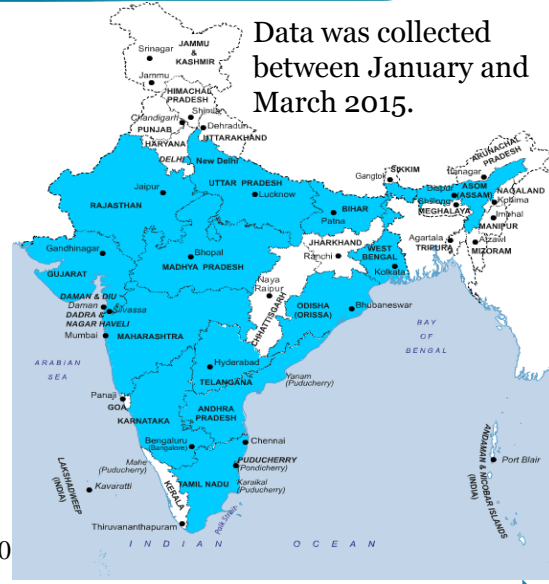 Data was collected
between January and
March 2015.
Srinagar
JAMMU
&
KASHMIR
Jammu
HIMACHAL
PRADESH
Shimla
Chandigarh
PUNJAB
Dehradun
UTTARAKHAND
HARYANA
DELHI
New Delhi
ARUNACHAL
PRADESH
SIKKIM
Gangtok
Itanagar
UTTAR PRADESH
Lucknow
Jaipur
RAJASTHAN
Dispur
ASOM
(ASSAM)
NAGALAND
Kohima
Shillong
MEGHALAYA
Imphal
MANIPUR
BIHAR
Patna
Agartala
TRIPURA
Aizawl
MIZORAM
Gandhinagar
GUJARAT
Bhopal
MADHYA PRADESH
JHARKHAND
Ranchi
WEST
BENGAL
Kolkata
Naya
Raipur
CHHATTISGARH
DAMAN & DIU
Daman
Silvassa
DADRA &
NAGAR HAVELI
Mumbai
MAHARASHTRA
ODISHA
(ORISSA)
Bhubaneswar
BAY
OF
BENGAL
ARABIAN
SEA
Hyderabad
TELANGANA
Yanam
(Puducherry)
Panaji
GOA
KARNATAKA
ANDHRA
PRADESH
Bengaluru
(Bangalore)
Chennai
Mahe
(Puducherry)
PUDUCHERRY
(Pondicherry)
Karaikal
(Puducherry)
TAMIL NADU
KERALA
LAKSHADWEEP
(INDIA)
Kavaratti
ANDAMAN & NICOBAR ISLANDS
(INDIA)
Port Blair
Thiruvananthapuram
Palk Strait
0
INDIAN OCEAN